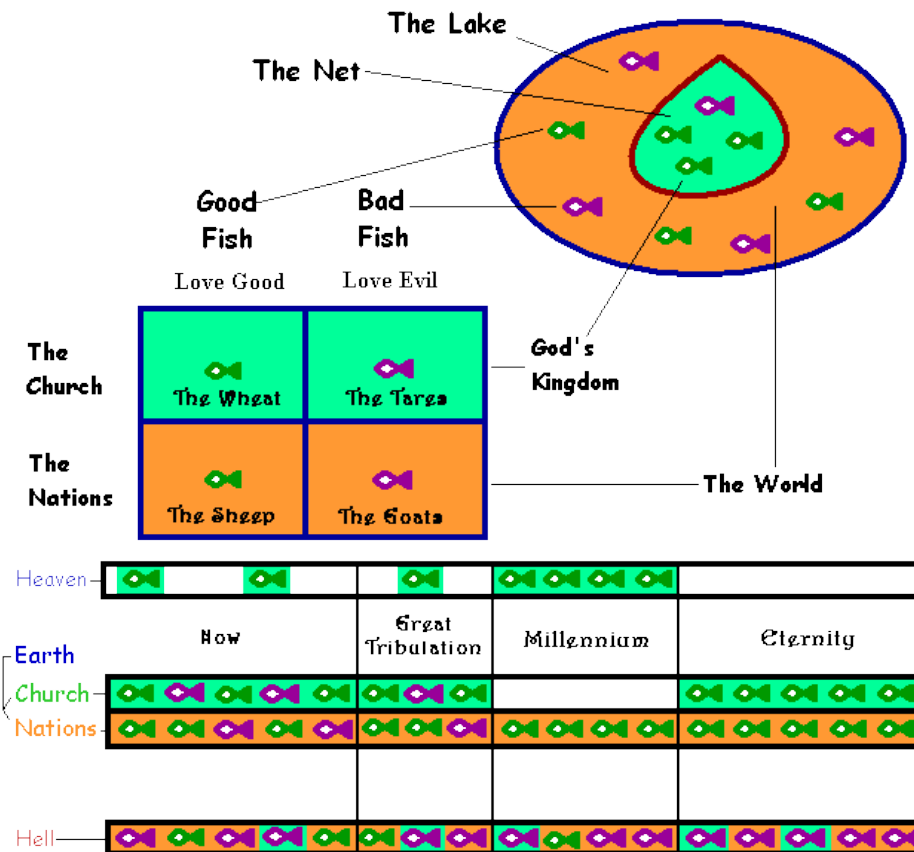 The Lake
The Net
Good
Fish
Bad
Fish
Love Good
Love Evil
The
Church
The Wheat
The Tares
God's
Kingdom
The
Nations
The Sheep
The Goats
The World
Heaven
Now
Great
Tribulation
Millennium
Eternity
Earth
Church
Nations
Hell